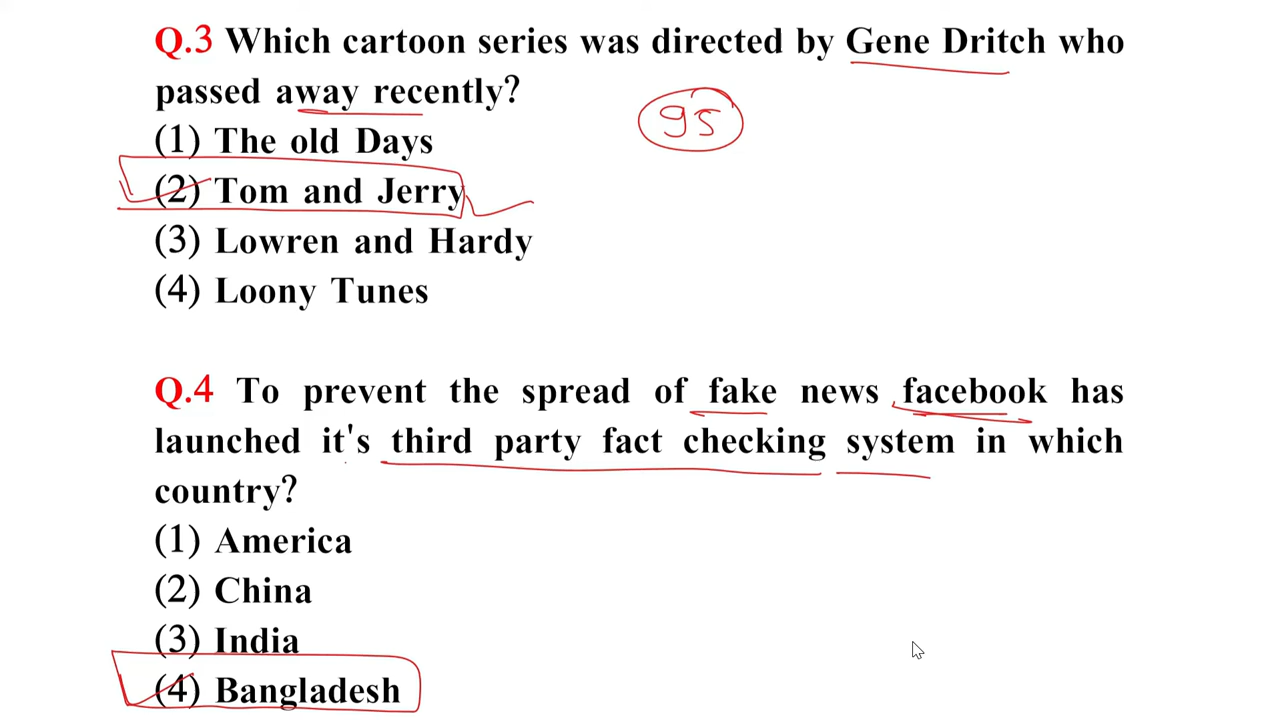 Q.3 Which cartoon series was directed by Gene Dritch who
passed away recently?
95
(1) The old Days
(2) Tom and Jerry
(3) Lowren and Hardy
(4) Loony Tunes
Q.4 To prevent the spread of fake news facebook has
launched it's third party fact checking system in which
country?
(1) America
(2) China
(3) India
(4) Bangladesh